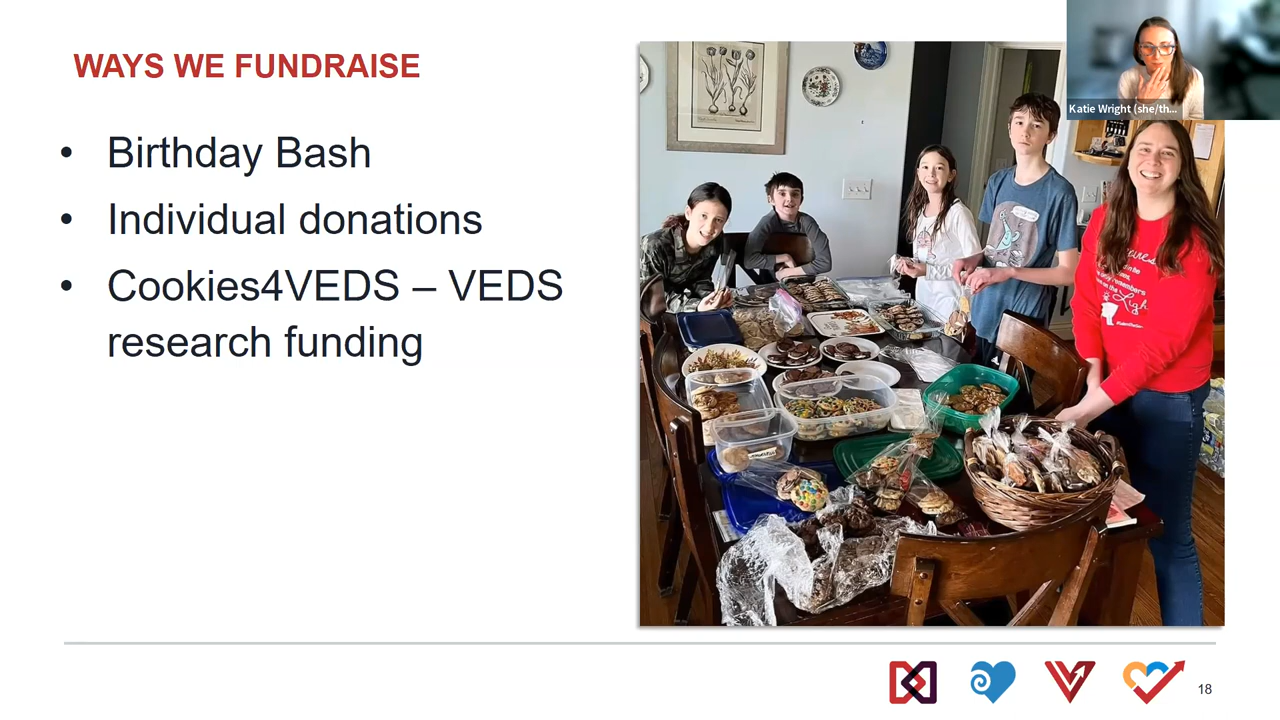 WAYS WE FUNDRAISE
Katie Wright (she/th...
• Birthday Bash
• Individual donations
• Cookies4VEDS – VEDS
research funding
18